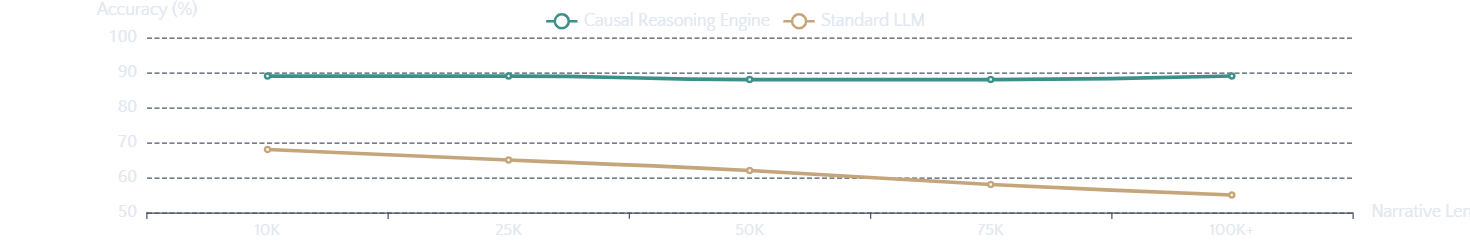 Accuracy (%)
Causal Reasoning Engine
Standard LLM
100
90
80
70
60
50
Narrative Len
10K
25K
50K
75K
100K+